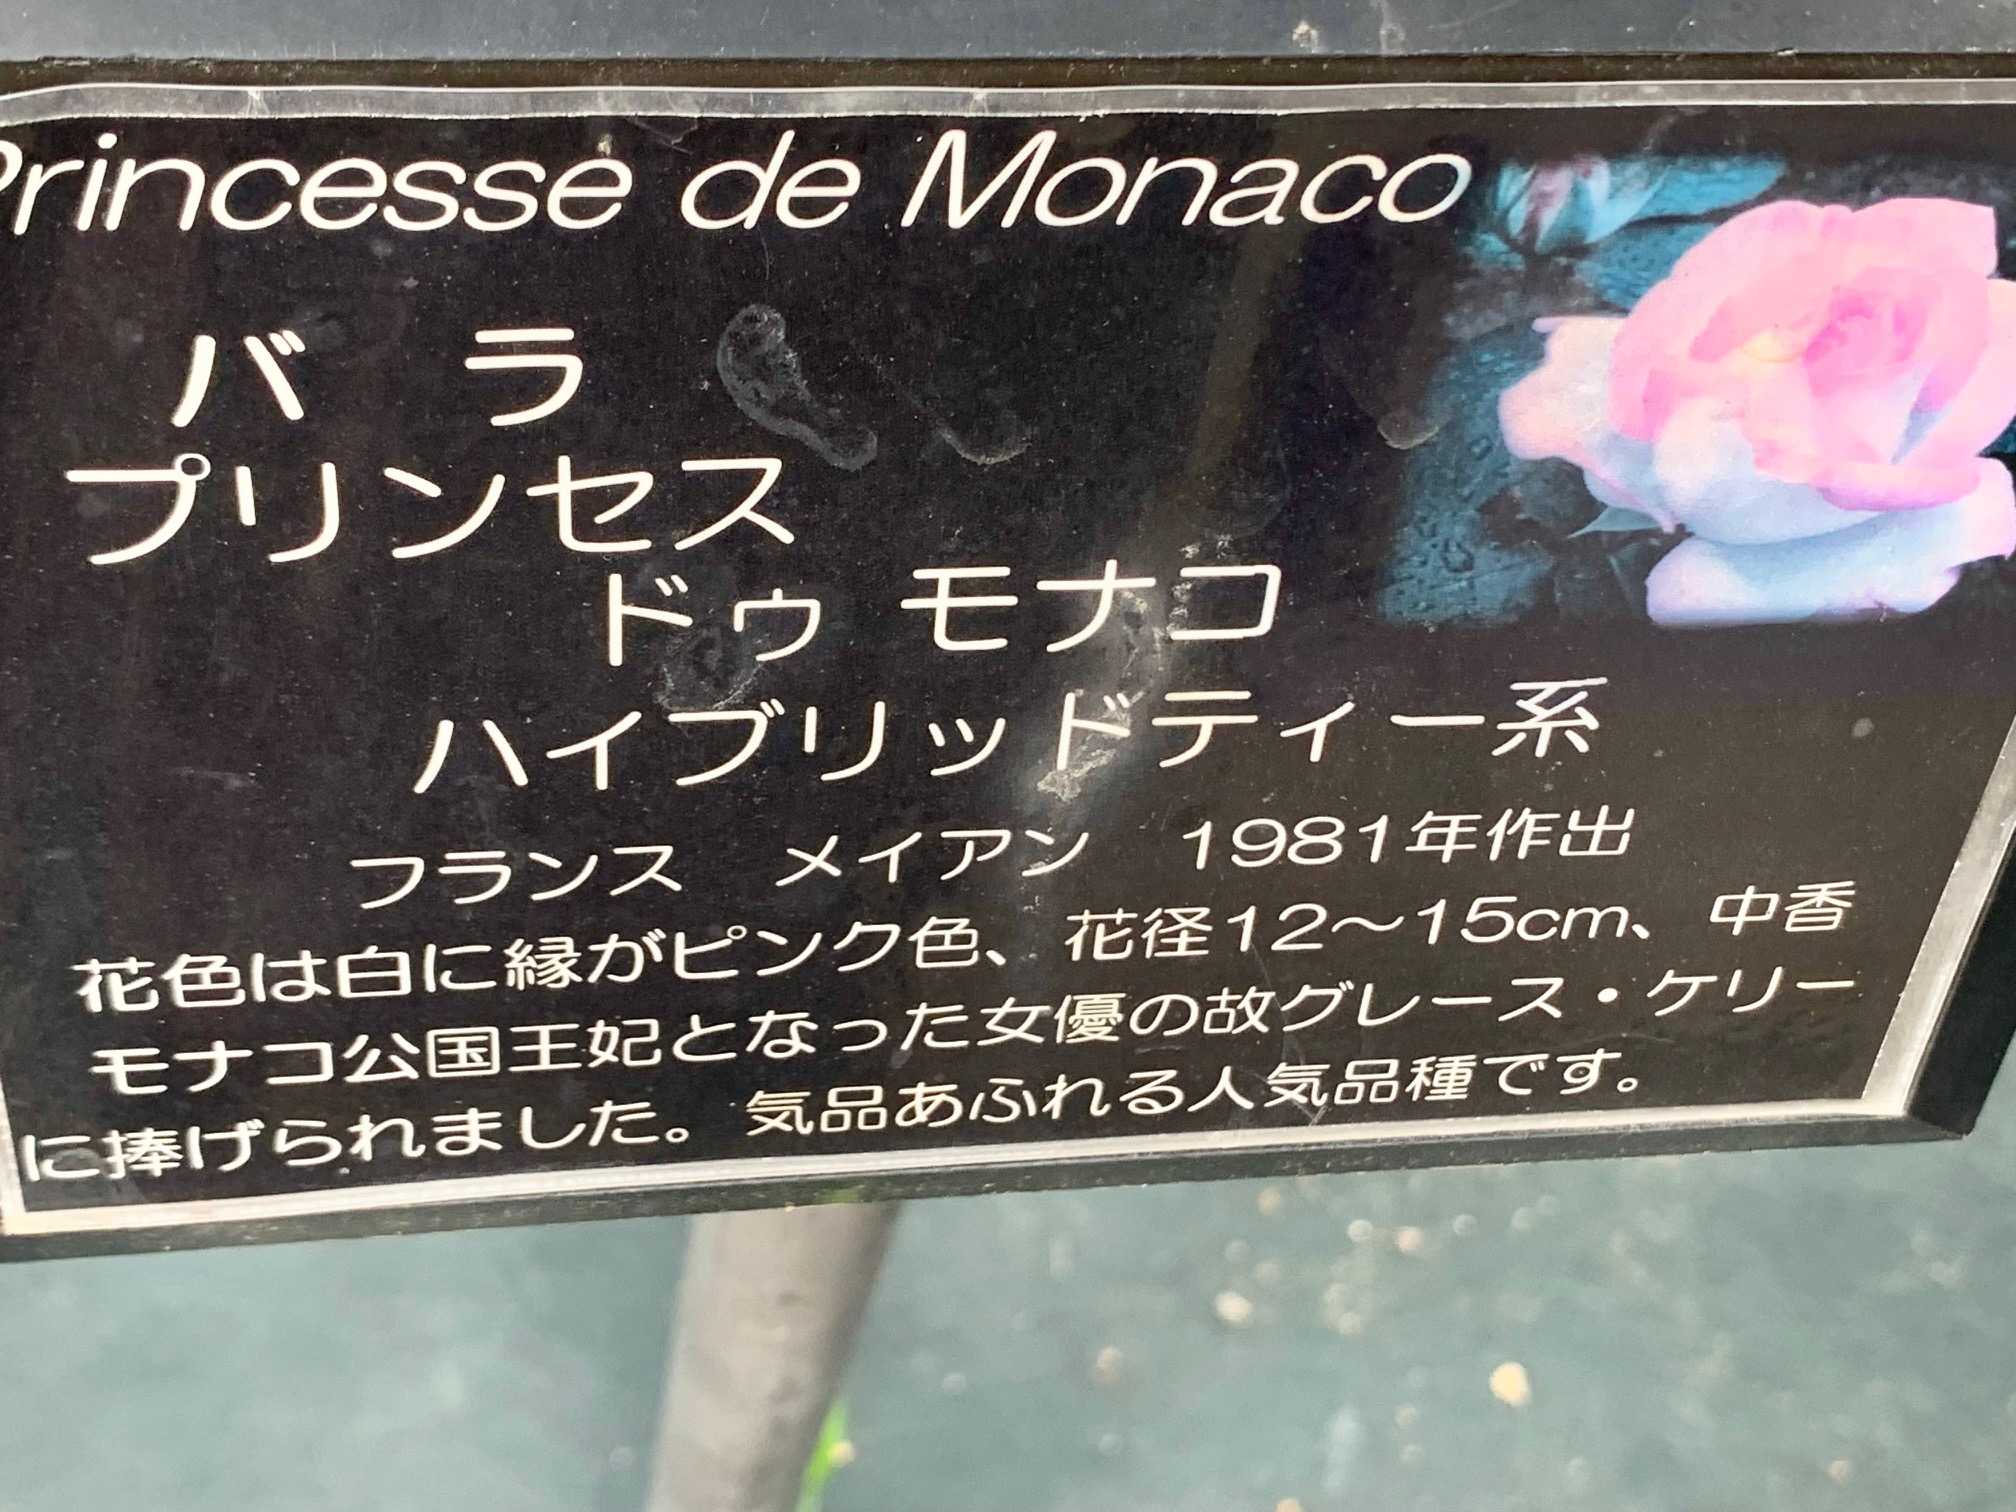 Princesse de Monaco
バラ
プリンセス
ドゥ モナコ
ハイブリッドティー系
フランス メイアン 1981年作出
花色は白に縁がピンク色、花径12～15cm、中香
モナコ公国王妃となった女優の故グレース・ケリー
に捧げられました。気品あふれる人気品種です。